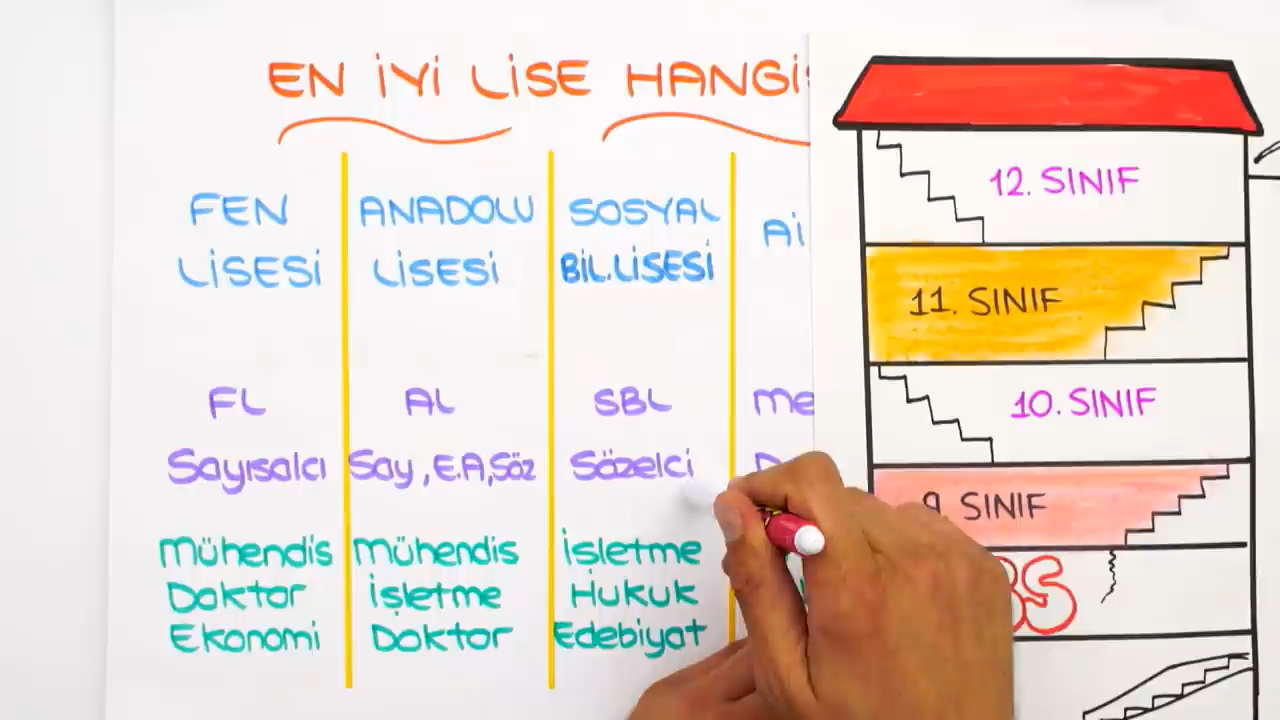 EN İYİ LİSE HANGİS
FEN
LİSESİ
ANADOLU
LİSESİ
SOSYAL
BİL.LİSESİ
Aİ
FL
Sayısalcı
AL
Say, E.A, Söz
SBL
Sözelci
me
Mühendis
Doktor
Ekonomi
Mühendis
İşletme
Doktor
İşletme
Hukuk
Edebiyat
12. SINIF
11. SINIF
10. SINIF
9. SINIF